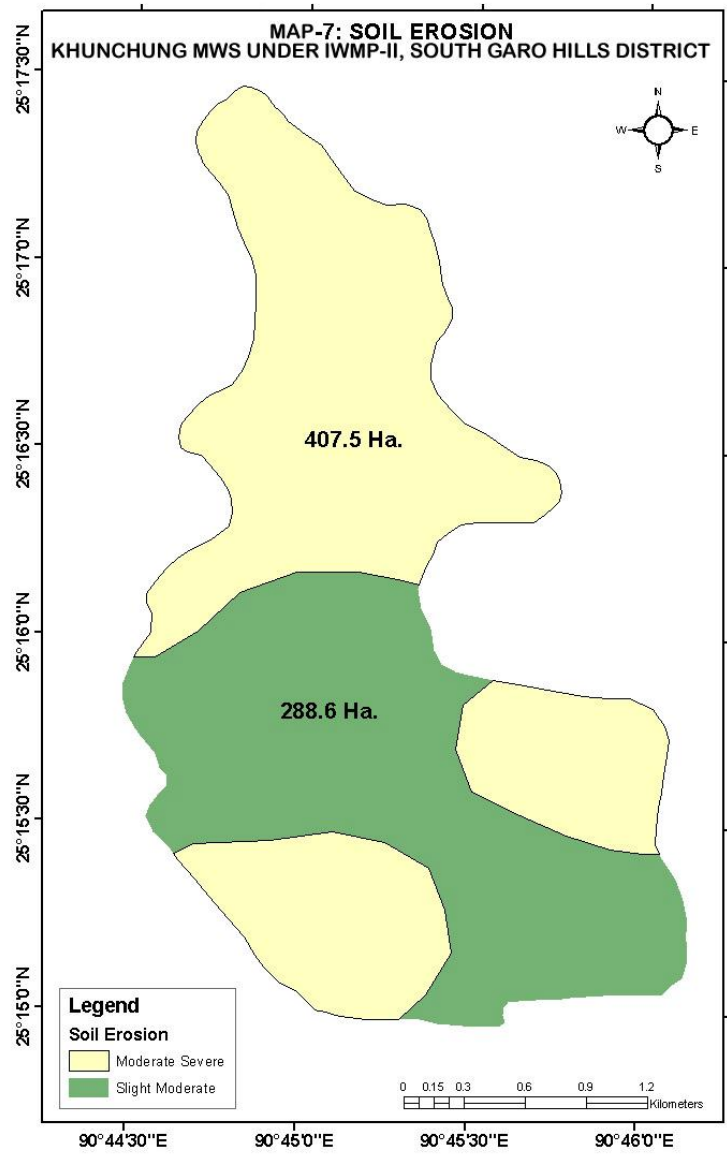 MAP-7: SOIL EROSION
KHUNCHUNG MWS UNDER IWMP-II, SOUTH GARO HILLS DISTRICT
N
W E
S
25°17'30"N
25°17'0"N
25°16'30"N
25°16'0"N
25°15'30"N
25°15'0"N
407.5 Ha.
288.6 Ha.
Legend
Soil Erosion
Moderate Severe
Slight Moderate
0 0.15 0.3 0.6 0.9 1.2
Kilometers
90°44'30"E 90°45'0"E 90°45'30"E 90°46'0"E